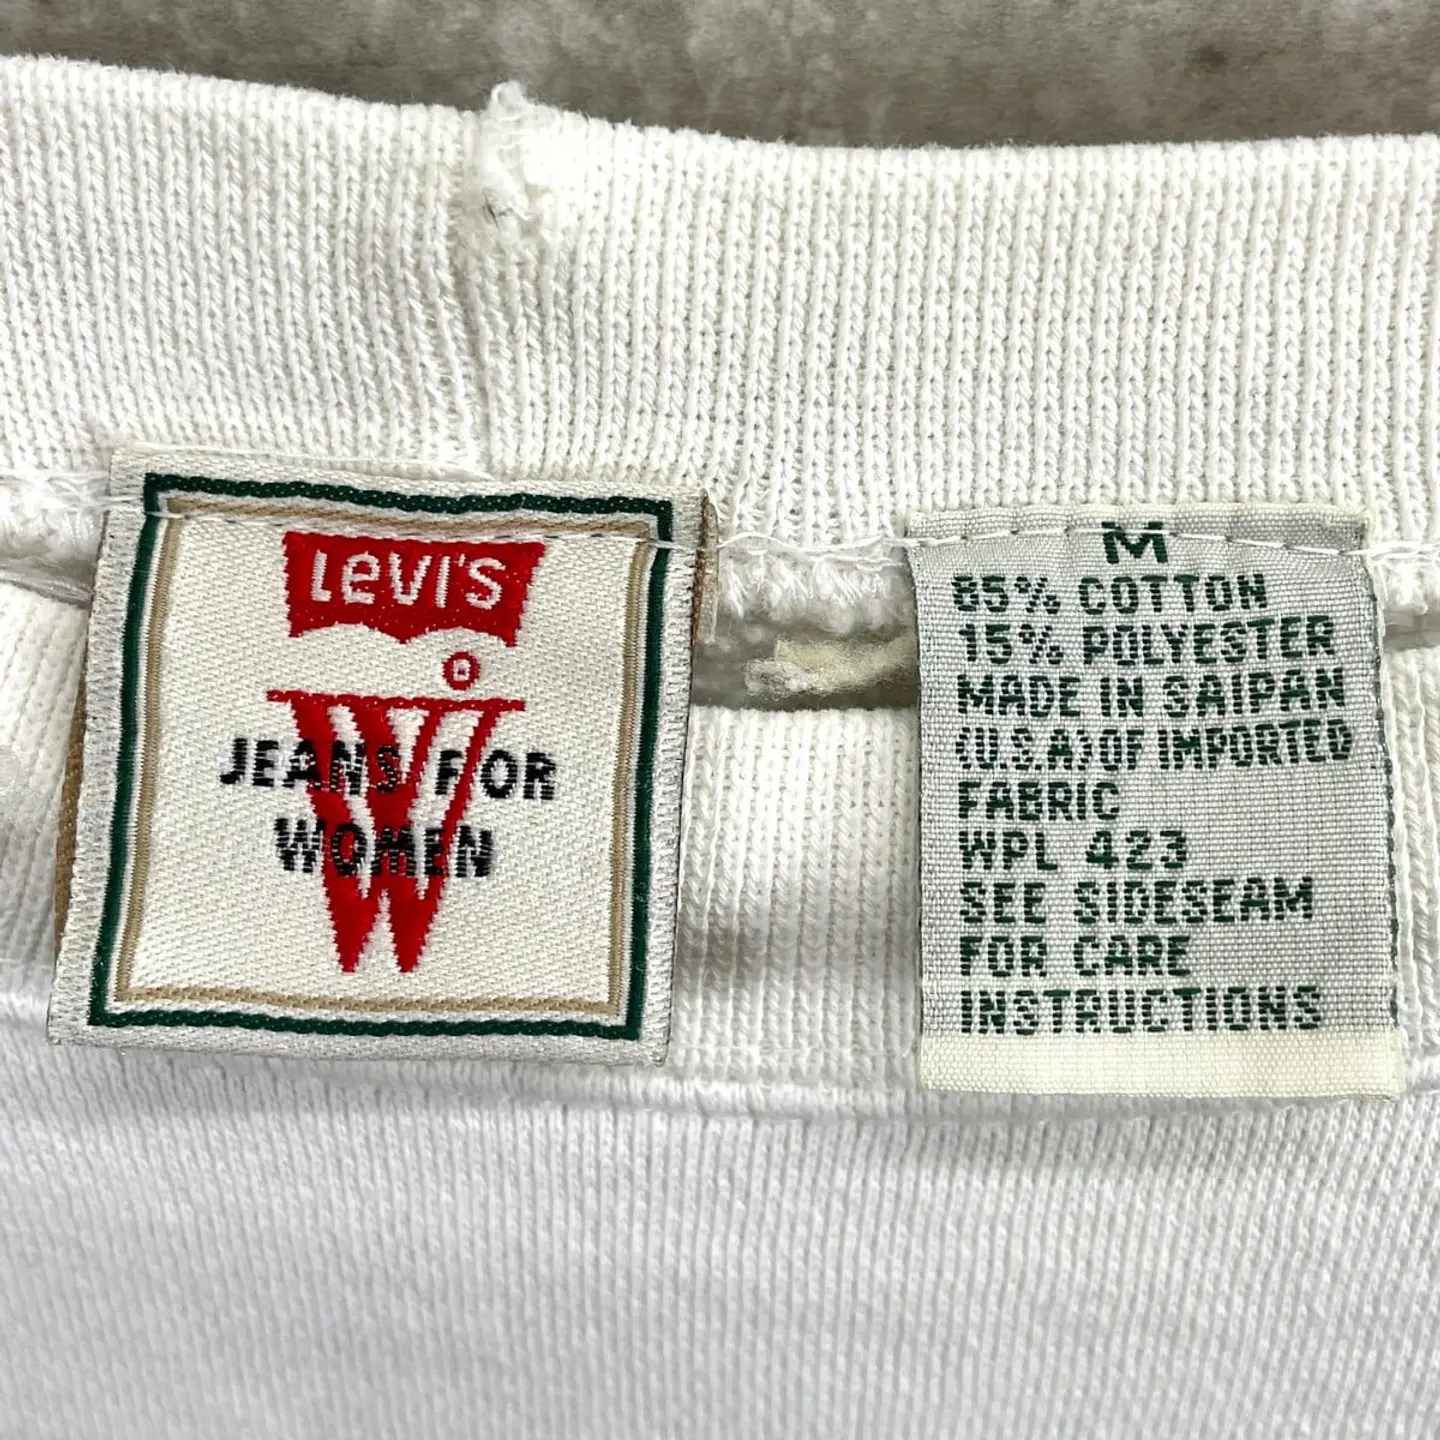 Levi's
W
JEANS FOR
WOMEN
M
85% COTTON
15% POLYESTER
MADE IN SAIPAN
(U.S.A) OF IMPORTED
FABRIC
WPL 423
SEE SIDESEAM
FOR CARE
INSTRUCTIONS